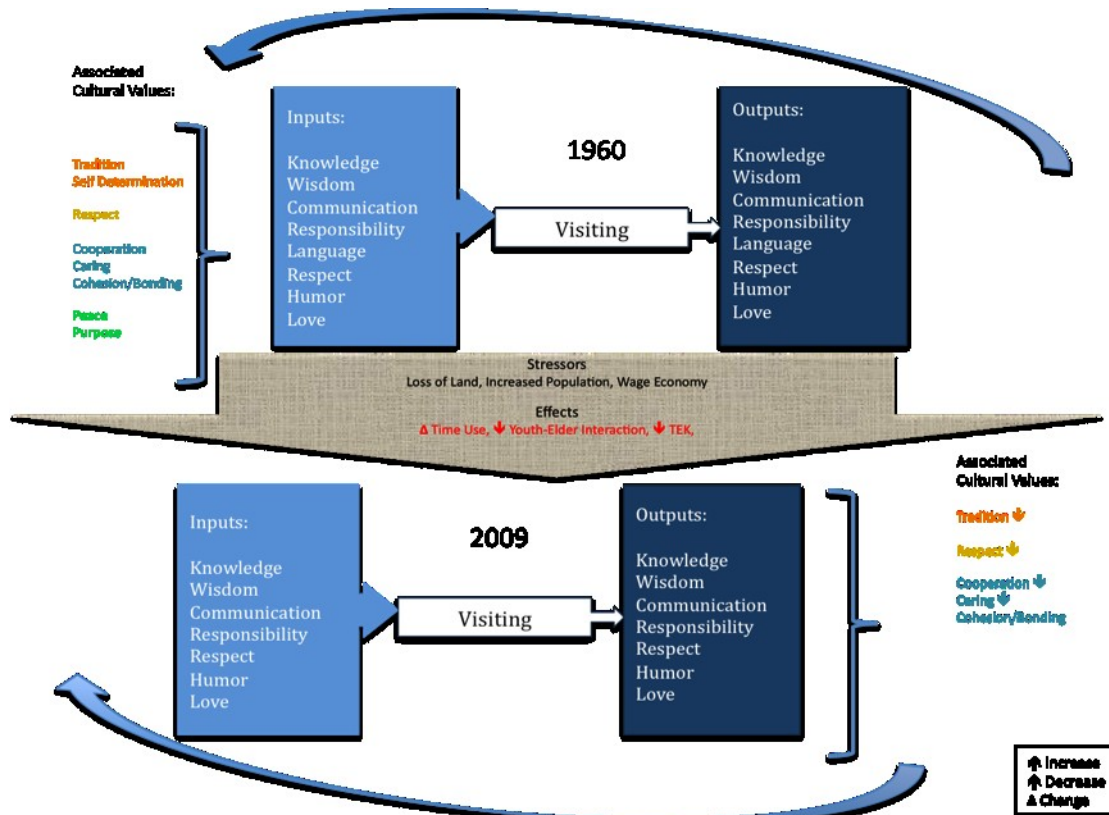 Associated
Cultural Values:
Tradition
Self Determination
Respect
Cooperation
Caring
Cohesion/Bonding
Peace
Purpose
Inputs:
Knowledge
Wisdom
Communication
Responsibility
Language
Respect
Humor
Love
1960
Visiting
Outputs:
Knowledge
Wisdom
Communication
Responsibility
Language
Respect
Humor
Love
Stressors
Loss of Land, Increased Population, Wage Economy
Effects
Δ Time Use, ↓ Youth-Elder Interaction, ↓ TEK,
Inputs:
Knowledge
Wisdom
Communication
Responsibility
Respect
Humor
Love
2009
Visiting
Outputs:
Knowledge
Wisdom
Communication
Responsibility
Respect
Humor
Love
Associated
Cultural Values:
Tradition ↓
Respect ↓
Cooperation ↓
Caring ↓
Cohesion/Bonding
↑ Increase
↑ Decrease
Δ Change